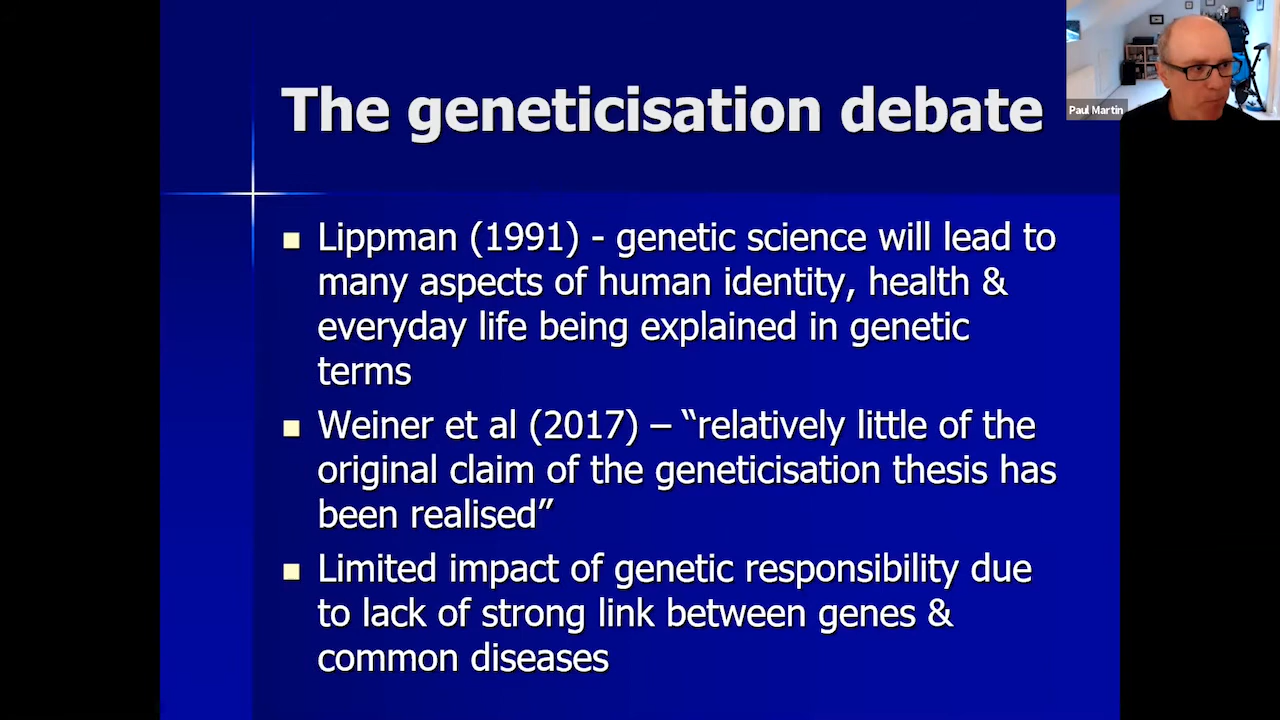 The geneticisation debate
Paul Martin
Lippman (1991) - genetic science will lead to
many aspects of human identity, health &
everyday life being explained in genetic
terms
Weiner et al (2017) – “relatively little of the
original claim of the geneticisation thesis has
been realised”
Limited impact of genetic responsibility due
to lack of strong link between genes &
common diseases